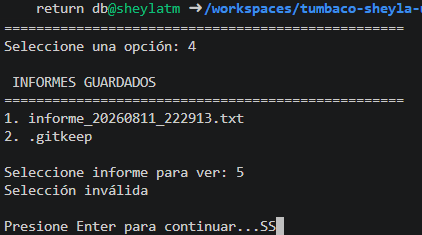 return db@sheylatm ➜/workspaces/tumbaco-sheyla-
==================================================
Seleccione una opción: 4
INFORMES GUARDADOS
==================================================
1. informe_20260811_222913.txt
2. .gitkeep
Seleccione informe para ver: 5
Selección inválida
Presione Enter para continuar...SS